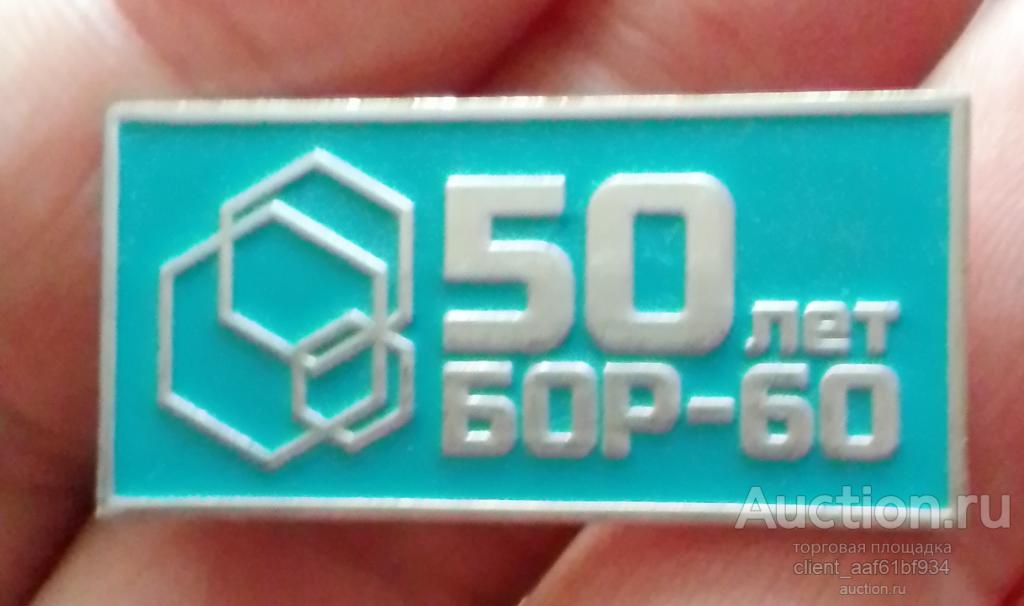 50 лет
БОР-60
Auction.ru
торговая площадка
client_aaf61bf934
auction.ru